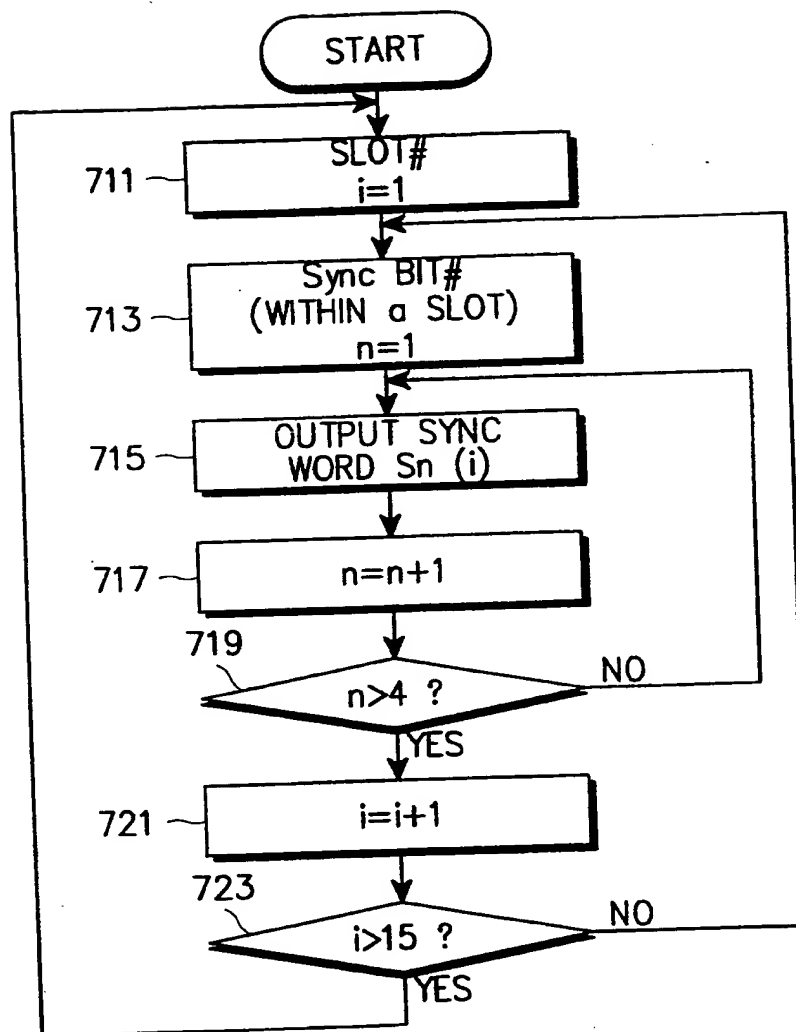 START
711
SLOT#
i=1
713
Sync BIT#
(WITHIN a SLOT)
n=1
715
OUTPUT SYNC
WORD Sn (i)
717
n=n+1
719
n>4 ?
NO
YES
721
i=i+1
723
i>15 ?
NO
YES